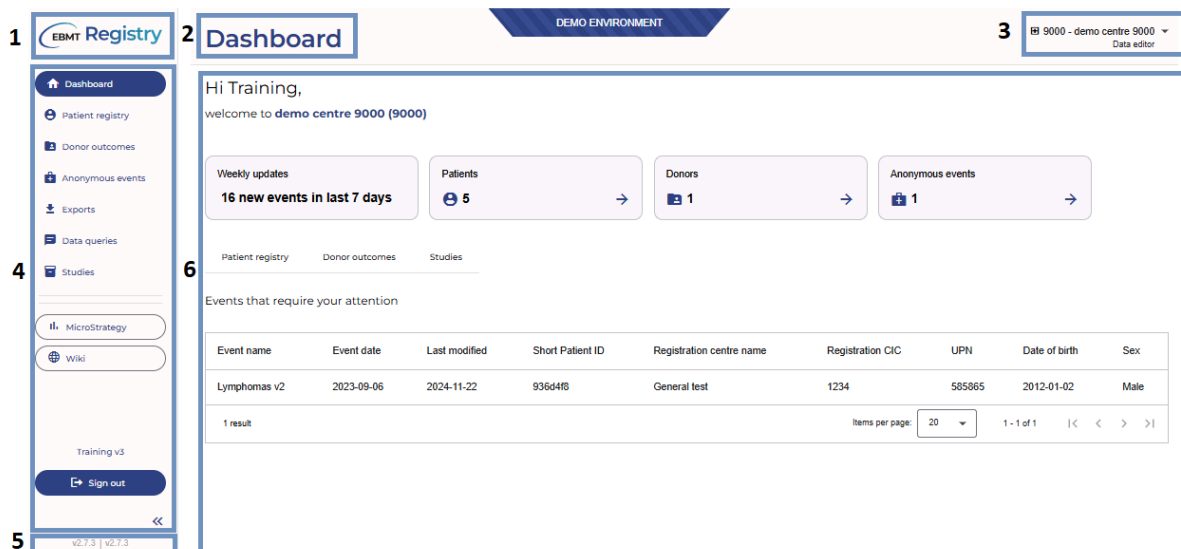 1
EBMT Registry
2
Dashboard
DEMO ENVIRONMENT
3
9000 - demo centre 9000
Data editor
4
Dashboard
Patient registry
Donor outcomes
Anonymous events
Exports
Data queries
Studies
MicroStrategy
Wiki
Training v3
Sign out
5
v2.7.3 | v2.7.3
6
Hi Training,
welcome to demo centre 9000 (9000)
Weekly updates
16 new events in last 7 days
Patients
5
Donors
1
Anonymous events
1
Patient registry Donor outcomes Studies
Events that require your attention
Event name Event date Last modified Short Patient ID Registration centre name Registration CIC UPN Date of birth Sex
Lymphomas v2 2023-09-06 2024-11-22 936d4f8 General test 1234 585865 2012-01-02 Male
1 result Items per page: 20 1 - 1 of 1